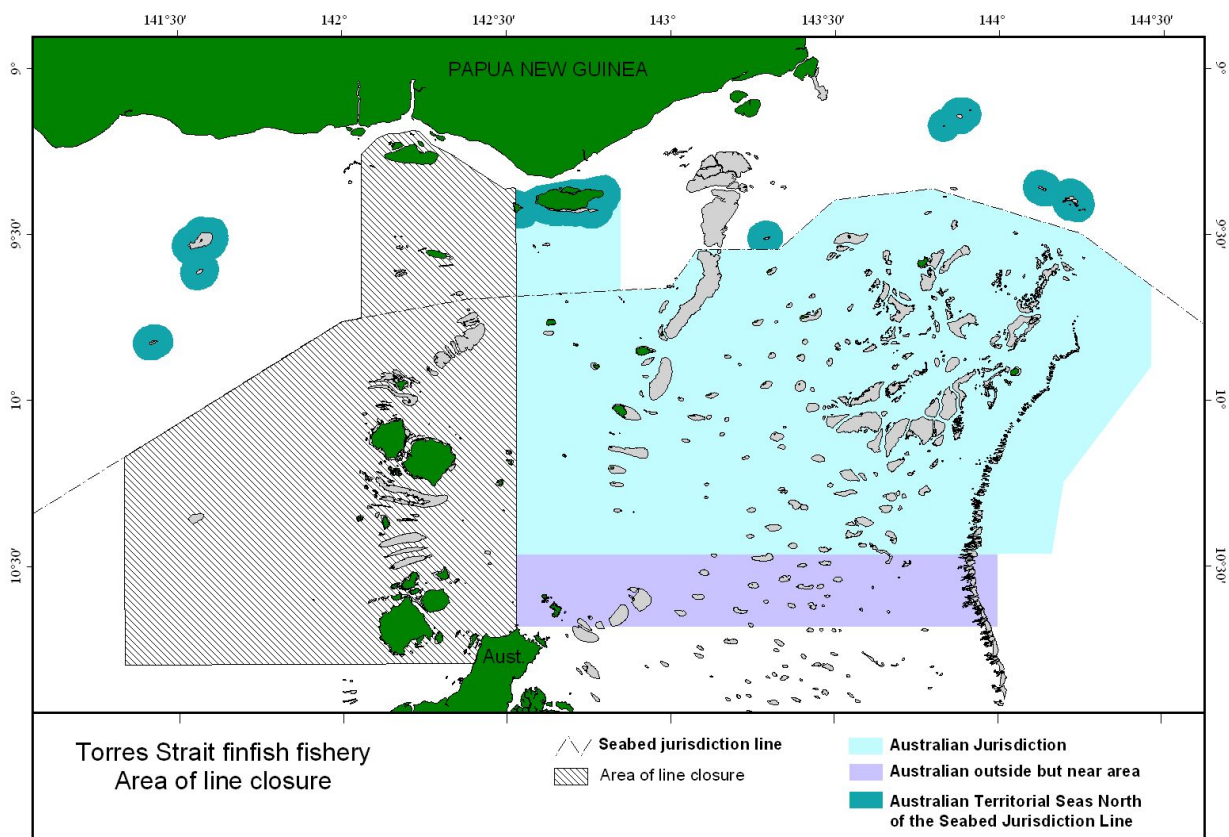 141°30' 142° 142°30' 143° 143°30' 144° 144°30'
9° 9°
PAPUA NEW GUINEA
9°30' 9°30'
10° 10°
10°30' 10°30'
Aust.
Torres Strait finfish fishery
Area of line closure
Seabed jurisdiction line
Area of line closure
Australian Jurisdiction
Australian outside but near area
Australian Territorial Seas North
of the Seabed Jurisdiction Line